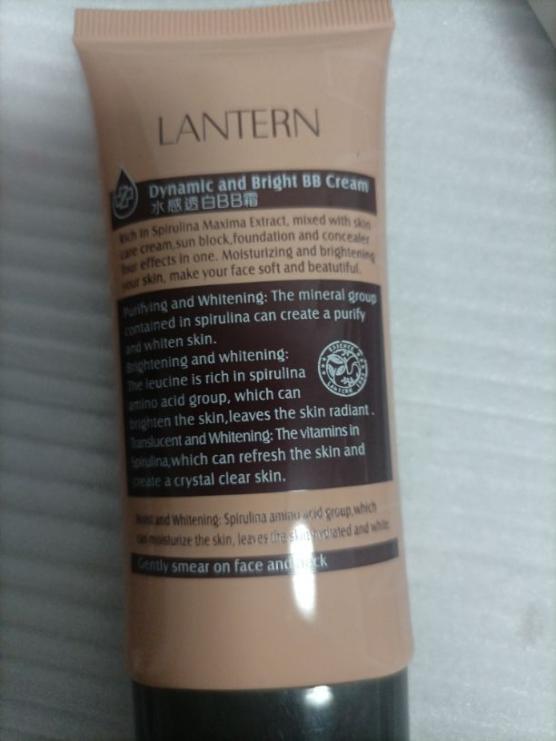 LANTERN
Dynamic and Bright BB Cream
水感透白BB霜
Rich In Spirulina Maxima Extract, mixed with skin
care cream,sun block,foundation and concealer
four effects in one. Moisturizing and brightening
your skin, make your face soft and beatutiful.
Purifying and Whitening: The mineral group
contained in spirulina can create a purify
and whiten skin.
Brightening and whitening:
The leucine is rich in spirulina
amino acid group, which can
brighten the skin,leaves the skin radiant .
Translucent and Whitening: The vitamins in
Spirulina,which can refresh the skin and
create a crystal clear skin.
Moist and Whitening: Spirulina amino acid group,which
can moisturize the skin, leaves the skin hydrated and white.
Gently smear on face and neck